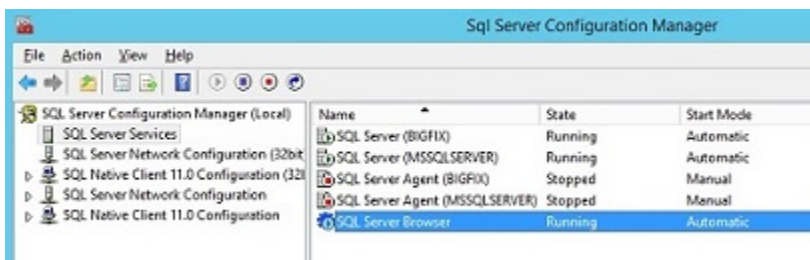 Sql Server Configuration Manager
File Action View Help
SQL Server Configuration Manager (Local)
SQL Server Services
SQL Server Network Configuration (32bit
SQL Native Client 11.0 Configuration (32l
SQL Server Network Configuration
SQL Native Client 11.0 Configuration
Name State Start Mode
SQL Server (BIGFIX) Running Automatic
SQL Server (MSSQLSERVER) Running Automatic
SQL Server Agent (BIGFIX) Stopped Manual
SQL Server Agent (MSSQLSERVER) Stopped Manual
SQL Server Browser Running Automatic